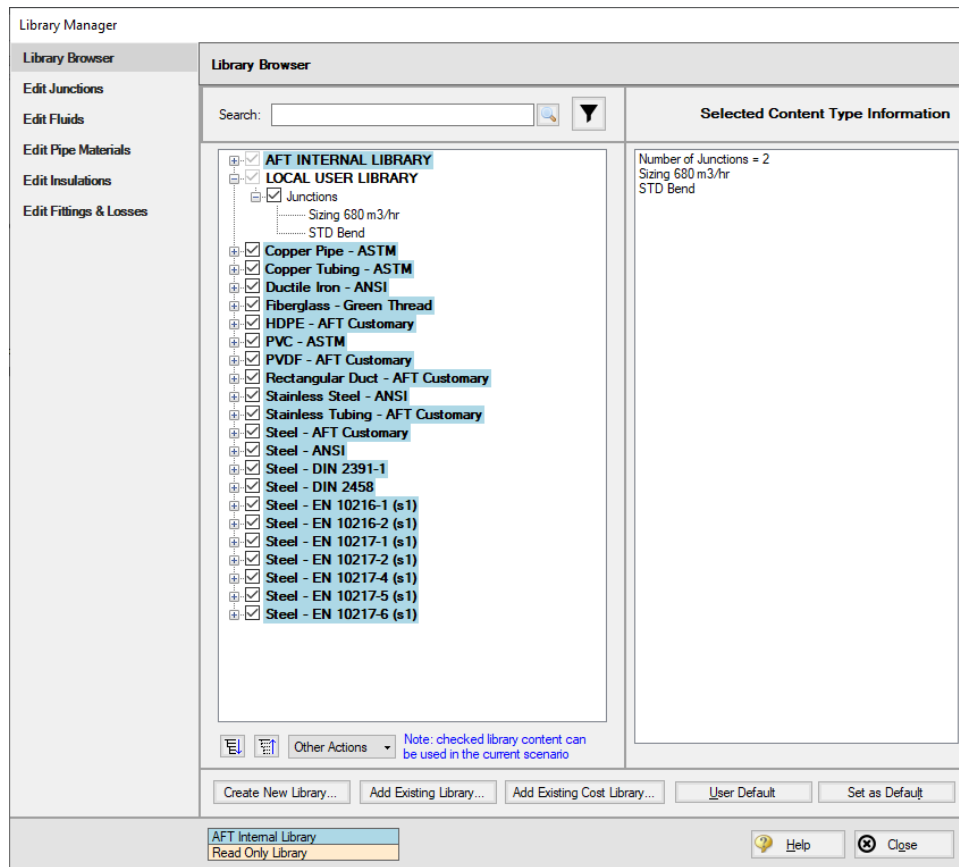 Library Manager
Library Browser
Edit Junctions
Edit Fluids
Edit Pipe Materials
Edit Insulations
Edit Fittings & Losses
Library Browser
Search:
AFT INTERNAL LIBRARY
LOCAL USER LIBRARY
Junctions
Sizing 680 m3/hr
STD Bend
Copper Pipe - ASTM
Copper Tubing - ASTM
Ductile Iron - ANSI
Fiberglass - Green Thread
HDPE - AFT Customary
PVC - ASTM
PVDF - AFT Customary
Rectangular Duct - AFT Customary
Stainless Steel - ANSI
Stainless Tubing - AFT Customary
Steel - AFT Customary
Steel - ANSI
Steel - DIN 2391-1
Steel - DIN 2458
Steel - EN 10216-1 (s1)
Steel - EN 10216-2 (s1)
Steel - EN 10217-1 (s1)
Steel - EN 10217-2 (s1)
Steel - EN 10217-4 (s1)
Steel - EN 10217-5 (s1)
Steel - EN 10217-6 (s1)
Other Actions
Note: checked library content can
be used in the current scenario
Selected Content Type Information
Number of Junctions = 2
Sizing 680 m3/hr
STD Bend
Create New Library...
Add Existing Library...
Add Existing Cost Library...
User Default
Set as Default
AFT Internal Library
Read Only Library
Help
Close